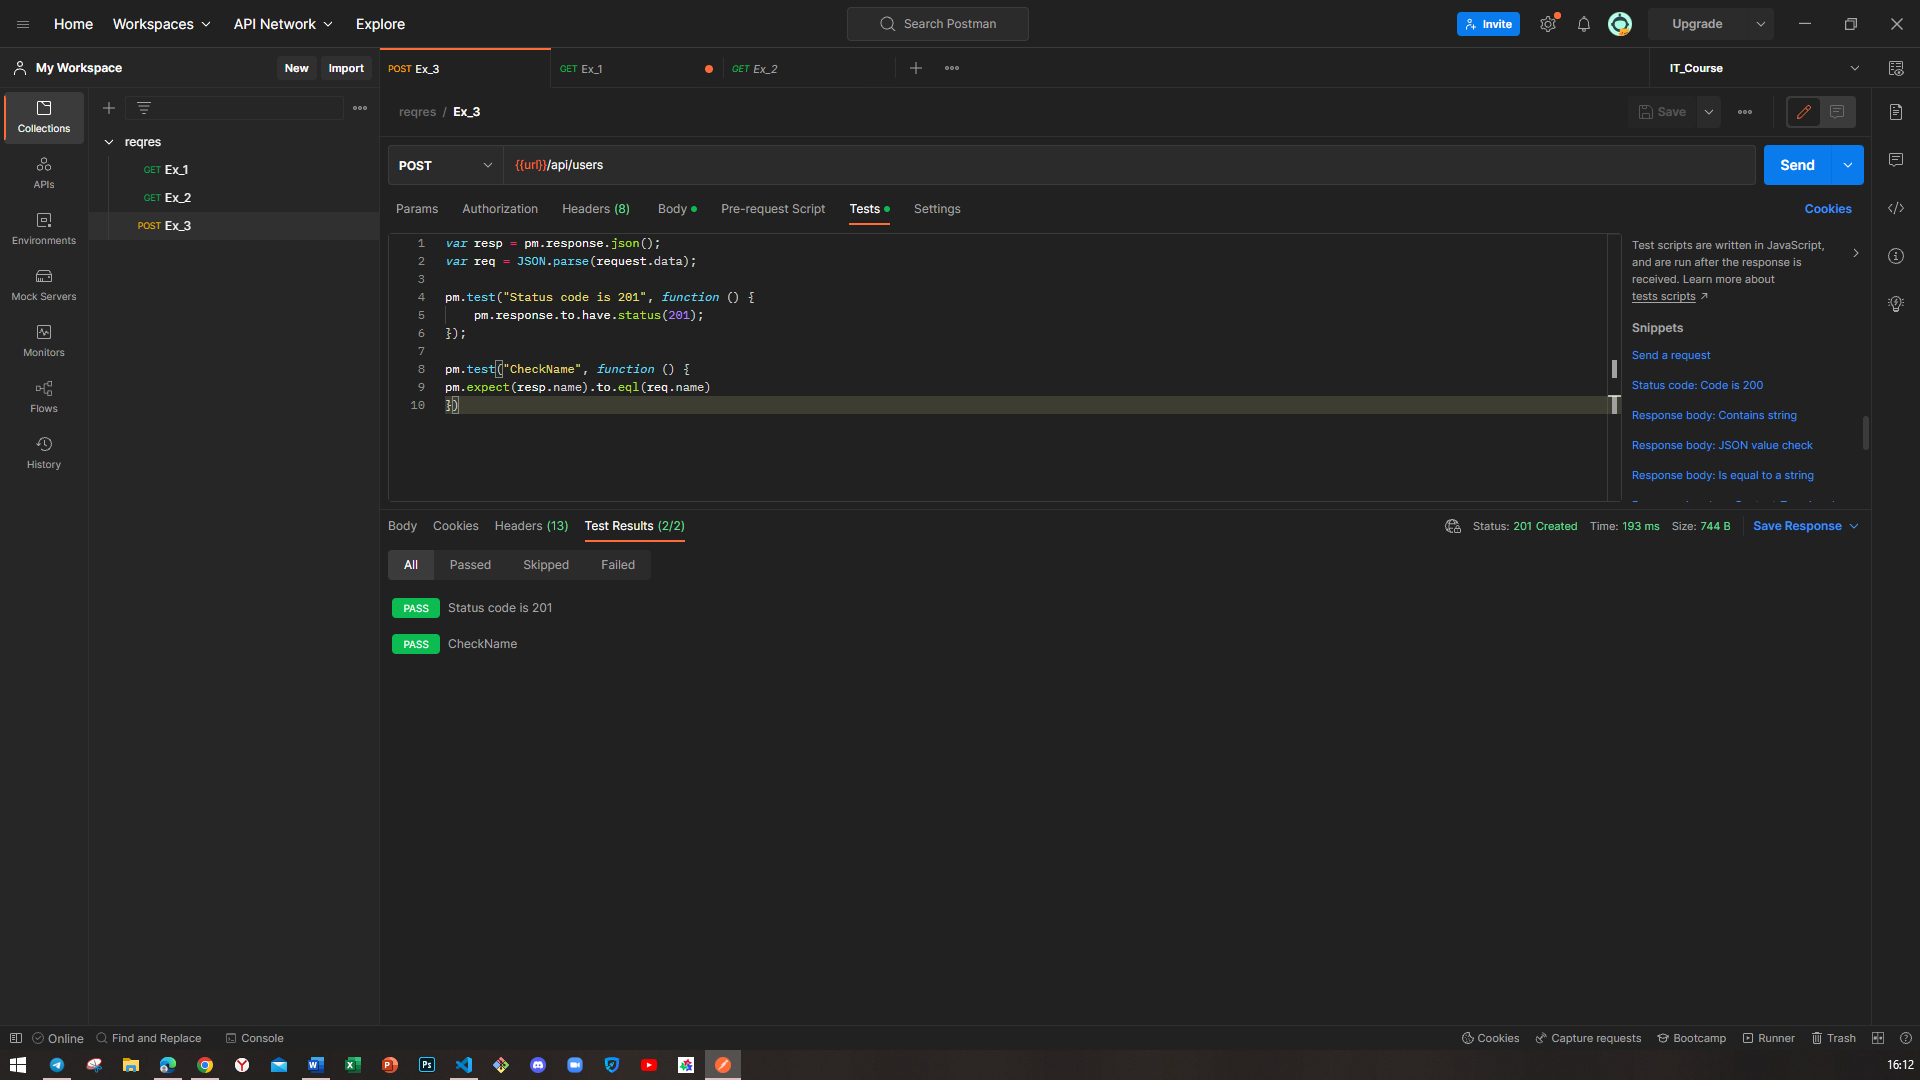 Home
Workspaces
API Network
Explore
Search Postman
Invite
Upgrade
My Workspace
New
Import
POST Ex_3
GET Ex_1
GET Ex_2
IT_Course
Collections
APIs
Environments
Mock Servers
Monitors
Flows
History
reqres
GET Ex_1
GET Ex_2
POST Ex_3
reqres / Ex_3
Save
POST
{{url}}/api/users
Send
Params
Authorization
Headers (8)
Body
Pre-request Script
Tests
Settings
Cookies
1 var resp = pm.response.json();
2 var req = JSON.parse(request.data);
3
4 pm.test("Status code is 201", function () {
5 pm.response.to.have.status(201);
6 });
7
8 pm.test("CheckName", function () {
9 pm.expect(resp.name).to.eql(req.name)
10 })
Test scripts are written in JavaScript,
and are run after the response is
received. Learn more about
tests scripts ↗
Snippets
Send a request
Status code: Code is 200
Response body: Contains string
Response body: JSON value check
Response body: Is equal to a string
Body
Cookies
Headers (13)
Test Results (2/2)
Status: 201 Created
Time: 193 ms
Size: 744 B
Save Response
All
Passed
Skipped
Failed
PASS Status code is 201
PASS CheckName
Online
Find and Replace
Console
Cookies
Capture requests
Bootcamp
Runner
Trash
16:12